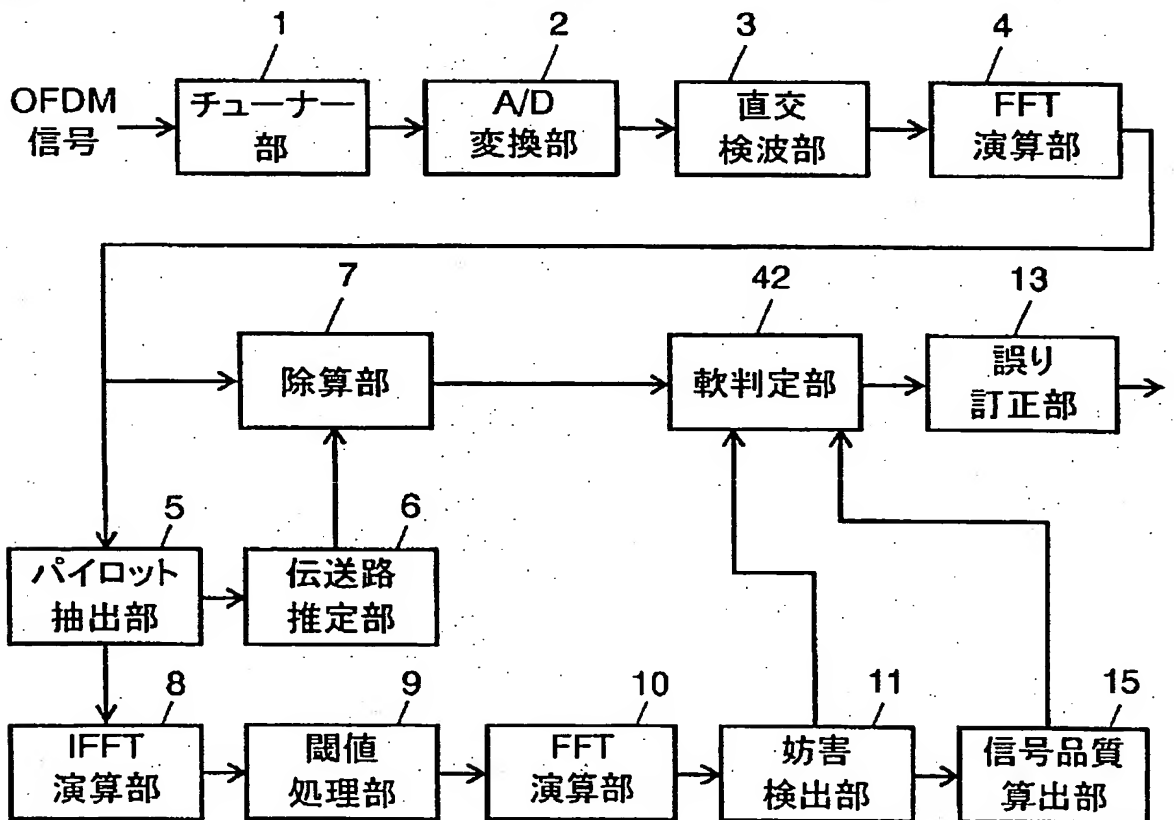 1
2
3
4
OFDM
信号
チューナー
部
A/D
変換部
直交
検波部
FFT
演算部
7
42
13
除算部
軟判定部
誤り
訂正部
5
6
パイロット
抽出部
伝送路
推定部
8
9
10
11
15
IFFT
演算部
閾値
処理部
FFT
演算部
妨害
検出部
信号品質
算出部